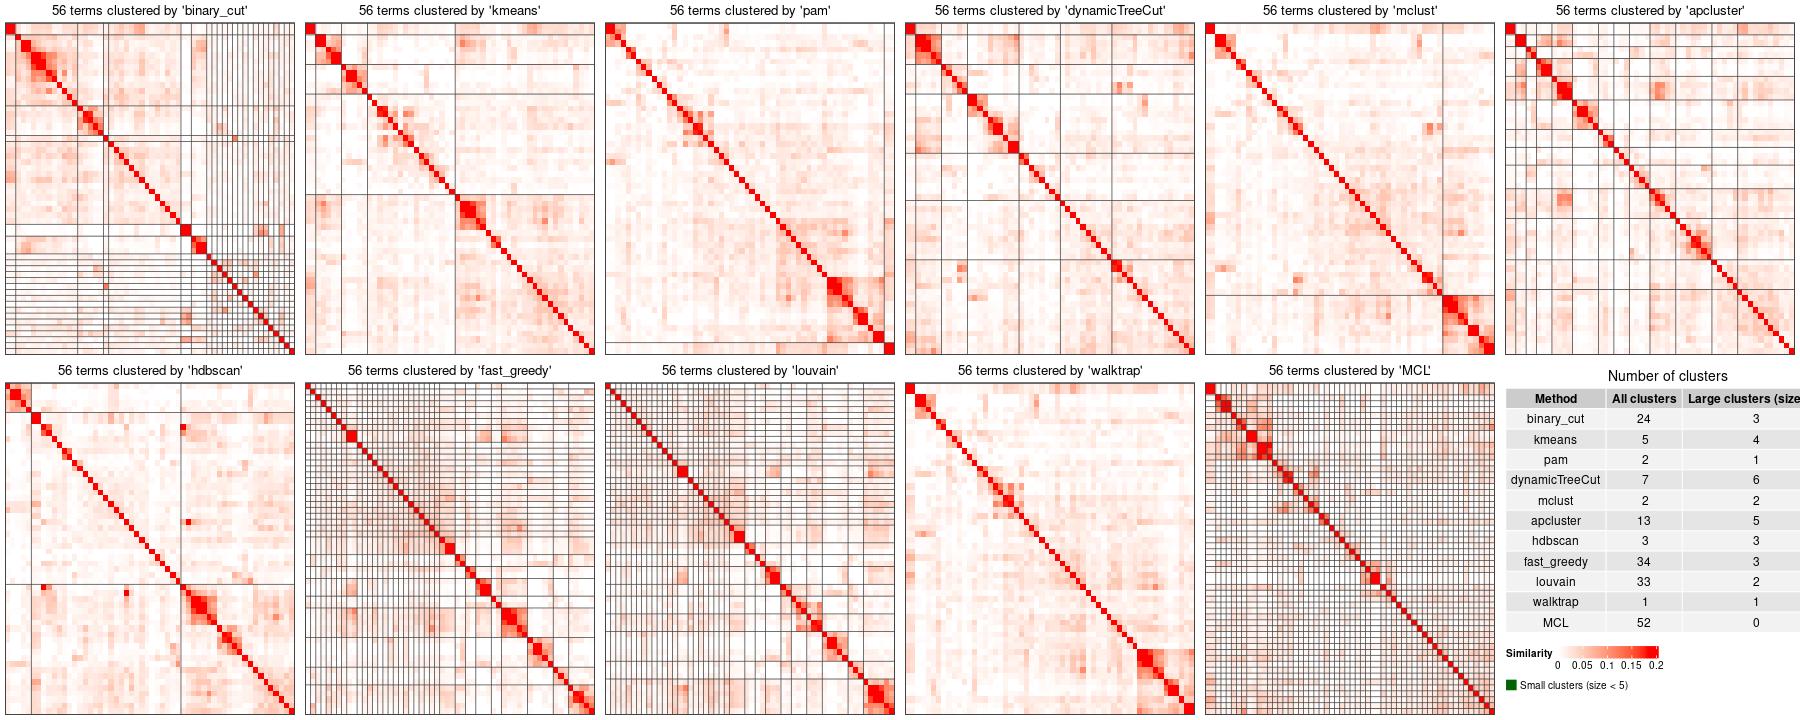 56 terms clustered by 'binary_cut'
56 terms clustered by 'kmeans'
56 terms clustered by 'pam'
56 terms clustered by 'dynamicTreeCut'
56 terms clustered by 'mclust'
56 terms clustered by 'apcluster'
56 terms clustered by 'hdbscan'
56 terms clustered by 'fast_greedy'
56 terms clustered by 'louvain'
56 terms clustered by 'walktrap'
56 terms clustered by 'MCL'
Number of clusters
Method All clusters Large clusters (size
binary_cut 24 3
kmeans 5 4
pam 2 1
dynamicTreeCut 7 6
mclust 2 2
apcluster 13 5
hdbscan 3 3
fast_greedy 34 3
louvain 33 2
walktrap 1 1
MCL 52 0
Similarity
0 0.05 0.1 0.15 0.2
Small clusters (size < 5)